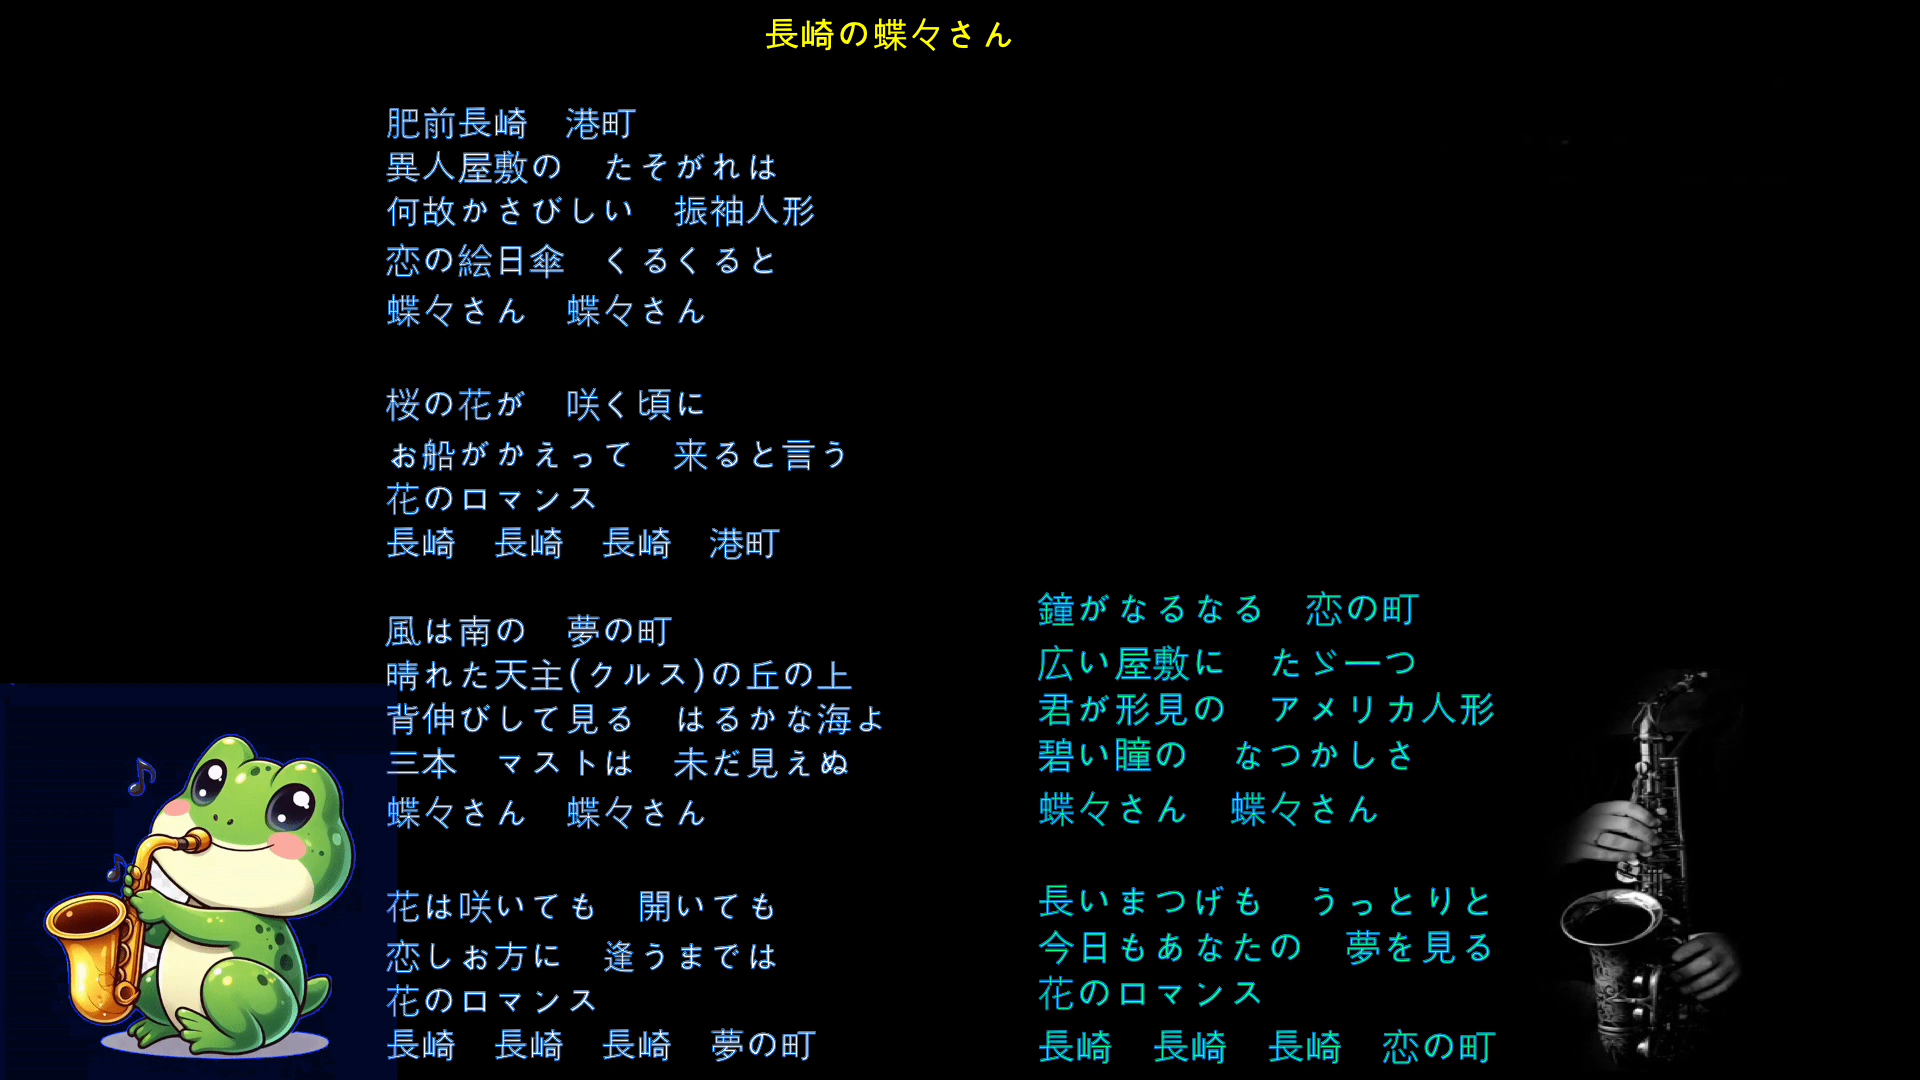 長崎の蝶々さん
肥前長崎　港町
異人屋敷の　たそがれは
何故かさびしい　振袖人形
恋の絵日傘　くるくると
蝶々さん　蝶々さん
桜の花が　咲く頃に
お船がかえって　来ると言う
花のロマンス
長崎　長崎　長崎　港町
風は南の　夢の町
晴れた天主(クルス)の丘の上
背伸びして見る　はるかな海よ
三本　マストは　未だ見えぬ
蝶々さん　蝶々さん
花は咲いても　開いても
恋しお方に　逢うまでは
花のロマンス
長崎　長崎　長崎　夢の町
鐘がなるなる　恋の町
広い屋敷に　たゞ一つ
君が形見の　アメリカ人形
碧い瞳の　なつかしさ
蝶々さん　蝶々さん
長いまつげも　うっとりと
今日もあなたの　夢を見る
花のロマンス
長崎　長崎　長崎　恋の町